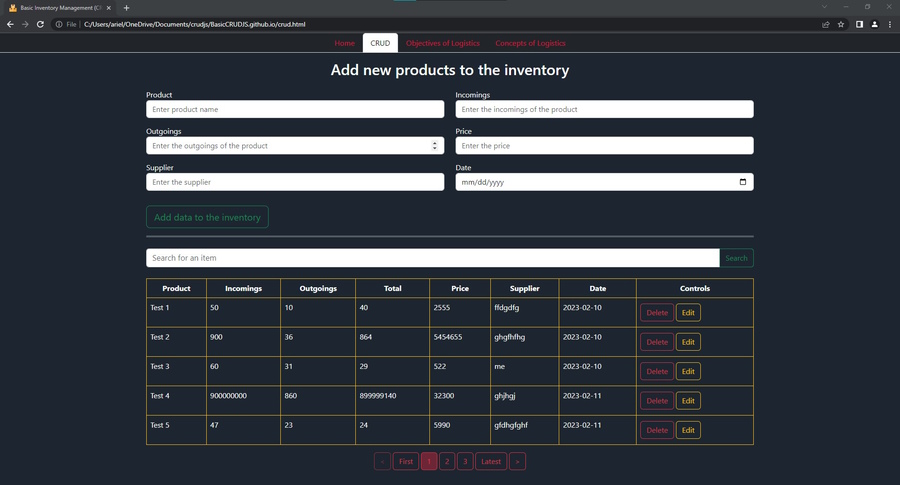 Basic Inventory Management (C
File C:/Users/ariel/OneDrive/Documents/crudjs/BasicCRUDJS.github.io/crud.html
Home CRUD Objectives of Logistics Concepts of Logistics
Add new products to the inventory
Product Incomings
Enter product name Enter the incomings of the product
Outgoings Price
Enter the outgoings of the product Enter the price
Supplier Date
Enter the supplier mm/dd/yyyy
Add data to the inventory
Search for an item Search
Product Incomings Outgoings Total Price Supplier Date Controls
Test 1 50 10 40 2555 ffdgdfg 2023-02-10 Delete Edit
Test 2 900 36 864 5454655 ghgfhfhg 2023-02-10 Delete Edit
Test 3 60 31 29 522 me 2023-02-10 Delete Edit
Test 4 900000000 860 899999140 32300 ghjhgj 2023-02-11 Delete Edit
Test 5 47 23 24 5990 gfdhgfghf 2023-02-11 Delete Edit
< First 1 2 3 Latest >